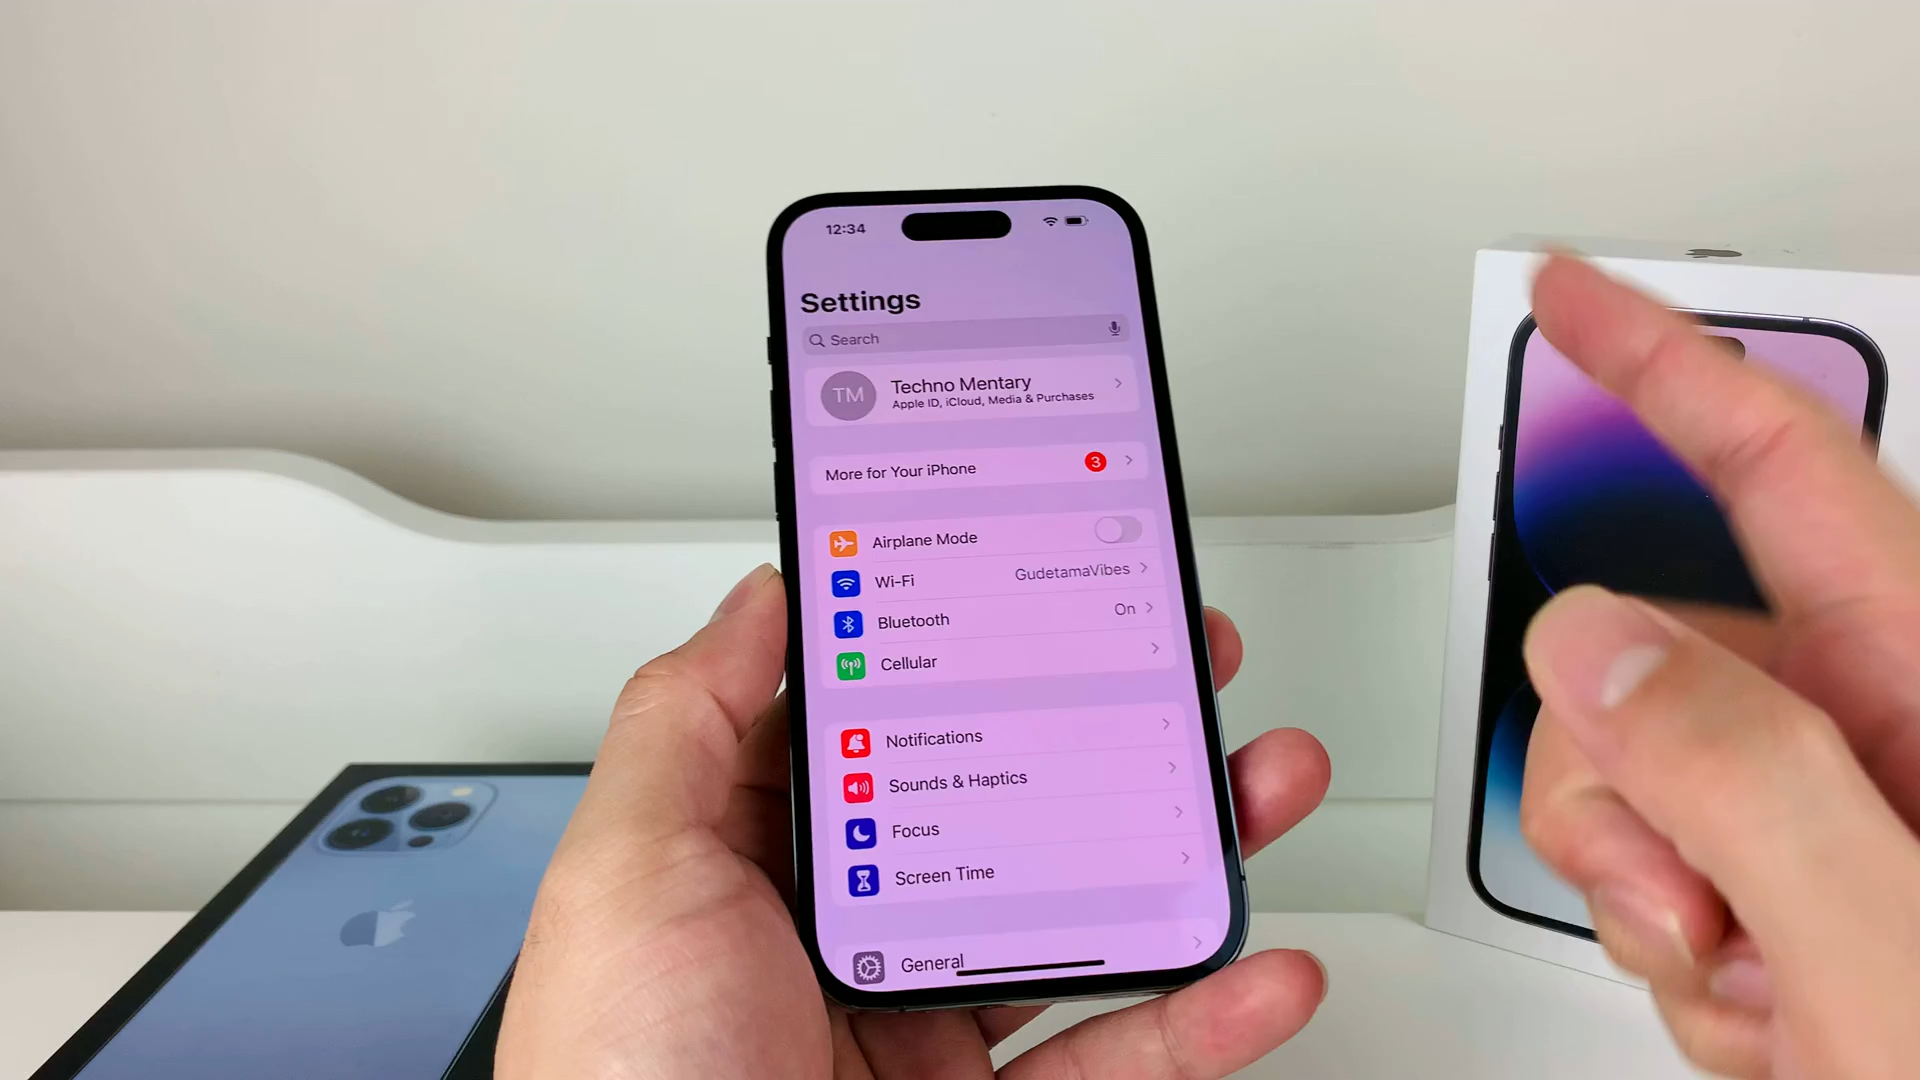 12:34
Settings
Search
TM
Techno Mentary
Apple ID, iCloud, Media & Purchases
More for Your iPhone 3
Airplane Mode
Wi-Fi GudetamaVibes
Bluetooth On
Cellular
Notifications
Sounds & Haptics
Focus
Screen Time
General